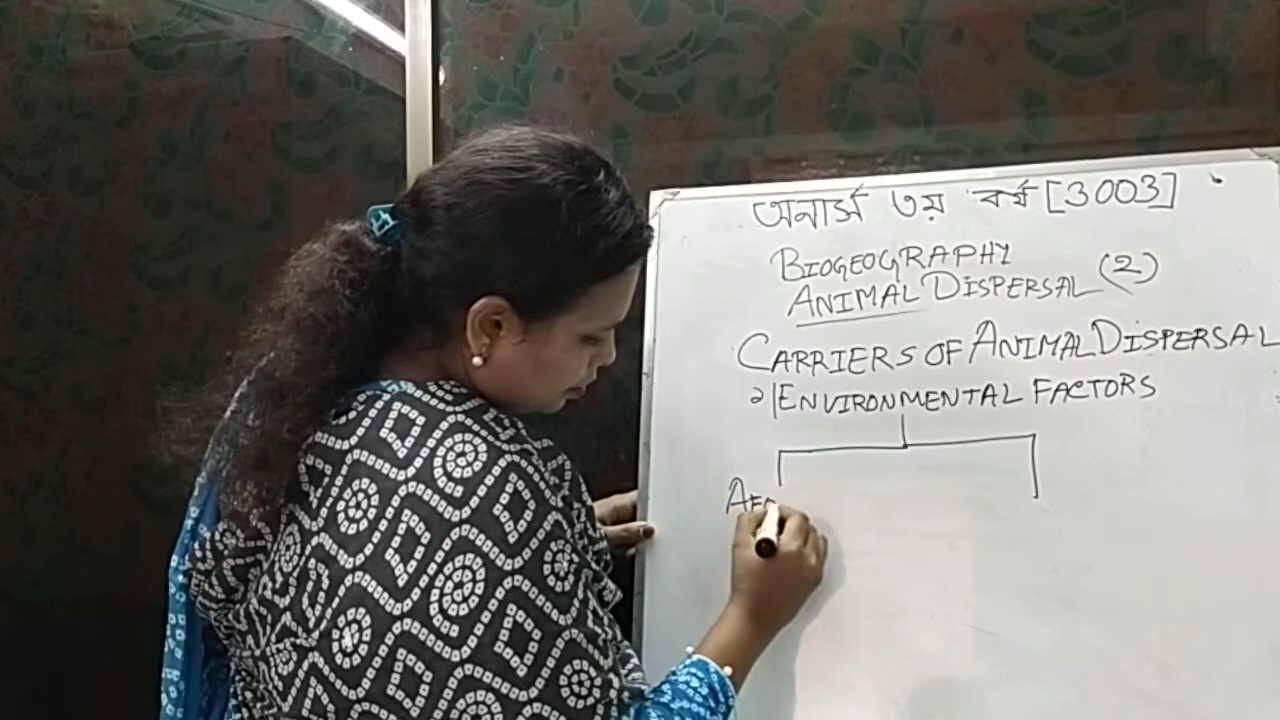 অনার্স ৩য় বর্ষ [3003]
BIOGEOGRAPHY
ANIMAL DISPERSAL (2)
CARRIERS OF ANIMAL DISPERSAL
২|ENVIRONMENTAL FACTORS